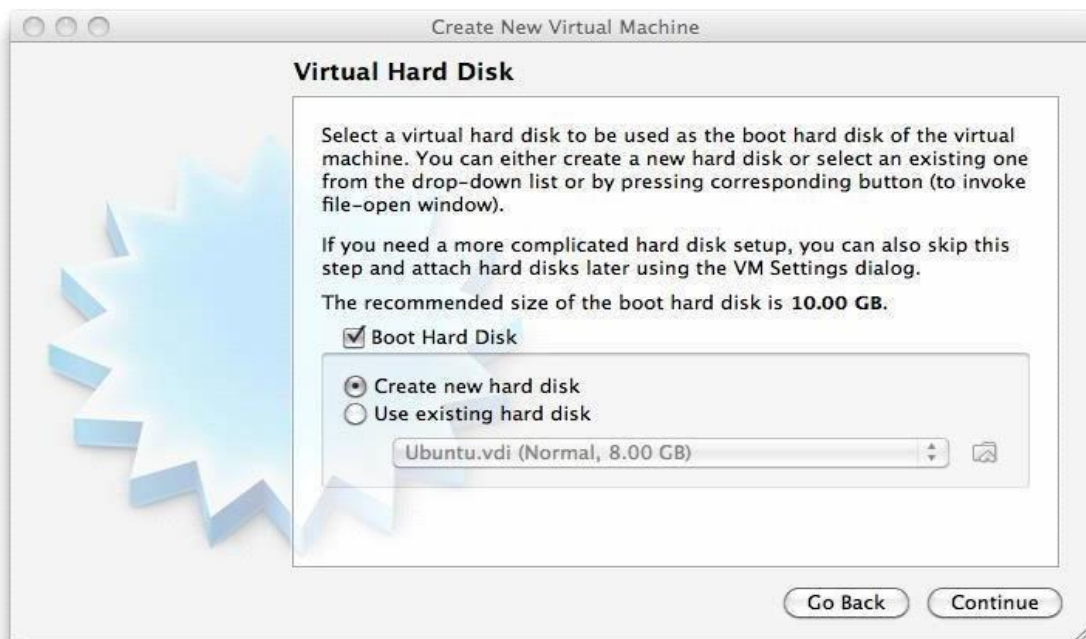 Create New Virtual Machine
Virtual Hard Disk
Select a virtual hard disk to be used as the boot hard disk of the virtual
machine. You can either create a new hard disk or select an existing one
from the drop-down list or by pressing corresponding button (to invoke
file-open window).
If you need a more complicated hard disk setup, you can also skip this
step and attach hard disks later using the VM Settings dialog.
The recommended size of the boot hard disk is 10.00 GB.
Boot Hard Disk
Create new hard disk
Use existing hard disk
Ubuntu.vdi (Normal, 8.00 GB)
Go Back Continue